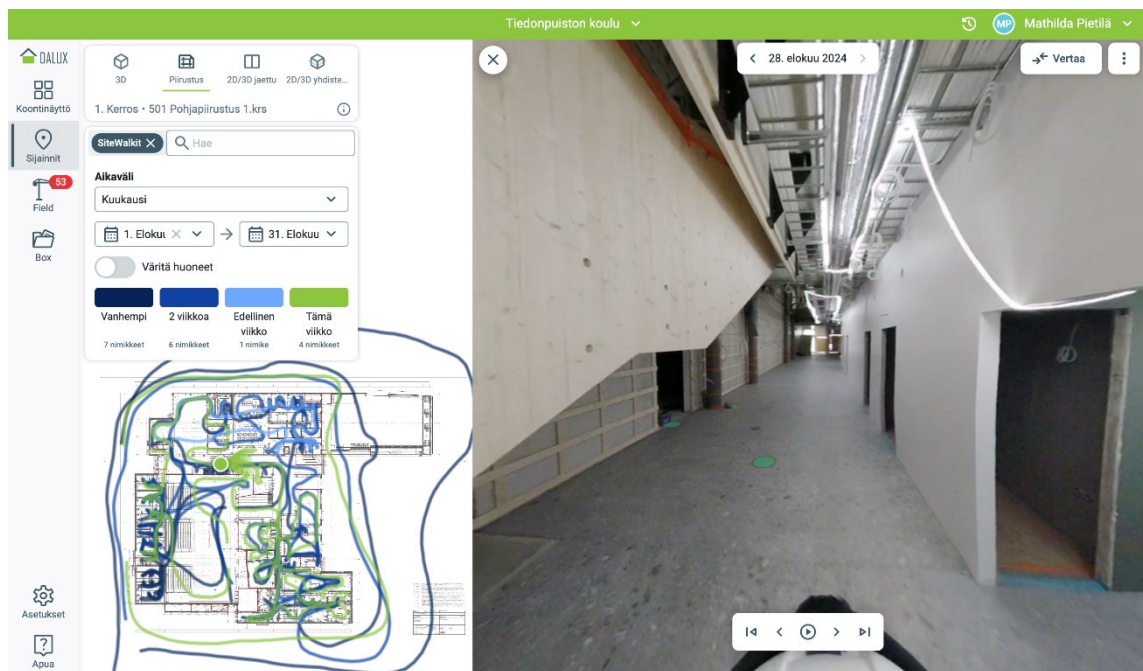 Tiedonpuiston koulu
MP Mathilda Pietilä
DALUX
Koontinäyttö
Sijainnit
53
Field
Box
Asetukset
Apua
3D Piirustus 2D/3D jaettu 2D/3D yhdiste...
1. Kerros • 501 Pohjapiirustus 1.krs
SiteWalkit Hae
Aikaväli
Kuukausi
1. Elokuu 31. Elokuu
Väritä huoneet
Vanhempi 2 viikkoa Edellinen viikko Tämä viikko
7 nimikkeet 6 nimikkeet 1 nimike 4 nimikkeet
28. elokuu 2024
Vertaa